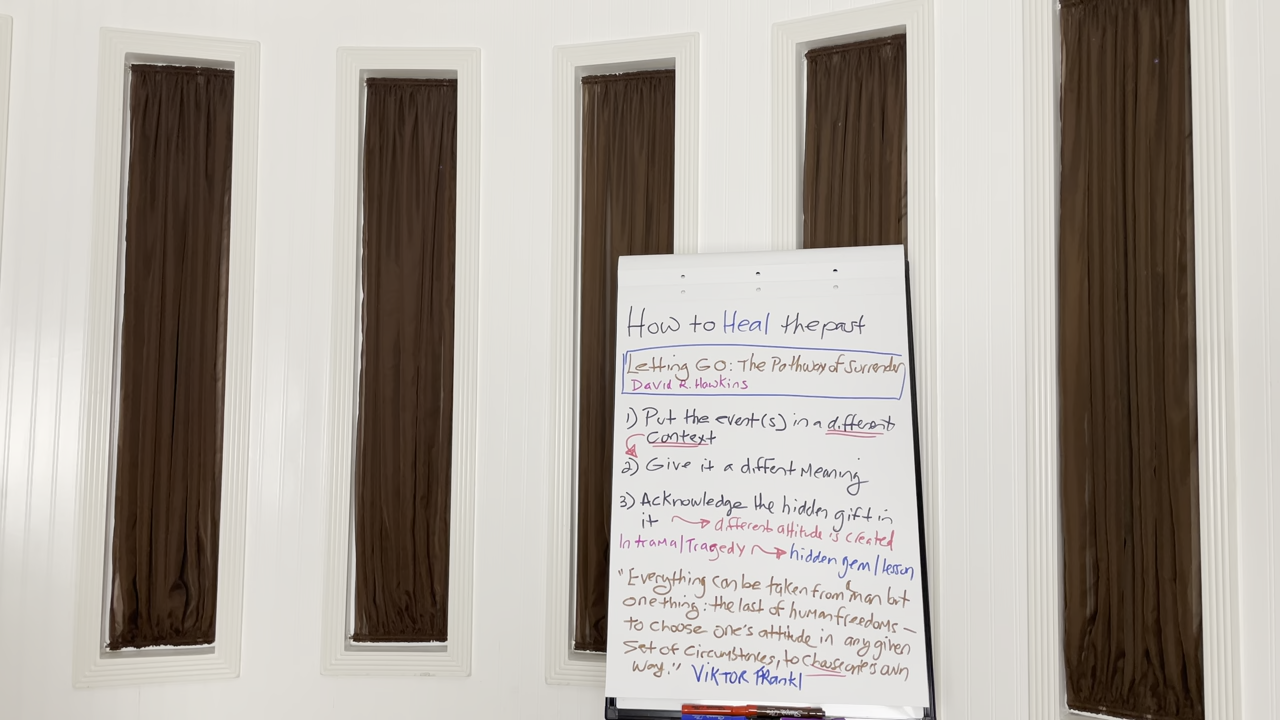 How to Heal the past
Letting GO: The Pathway of Surrender
David R. Hawkins
1) Put the event(s) in a different
Context
2) Give it a diffent Meaning
3) Acknowledge the hidden gift in
it → different attitude is created
In trama/Tragedy → hidden gem/lesson
"Everything can be taken from a man but
one thing: the last of human freedoms -
to choose one's attitude in any given
set of circumstances, to choose one's own
way." Viktor Frankl